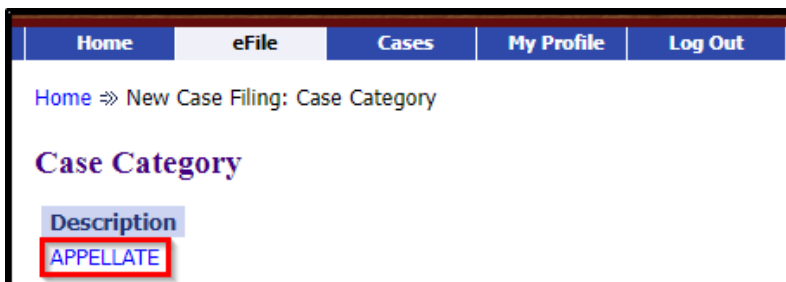 Home eFile Cases My Profile Log Out
Home ⇒ New Case Filing: Case Category
Case Category
Description
APPELLATE